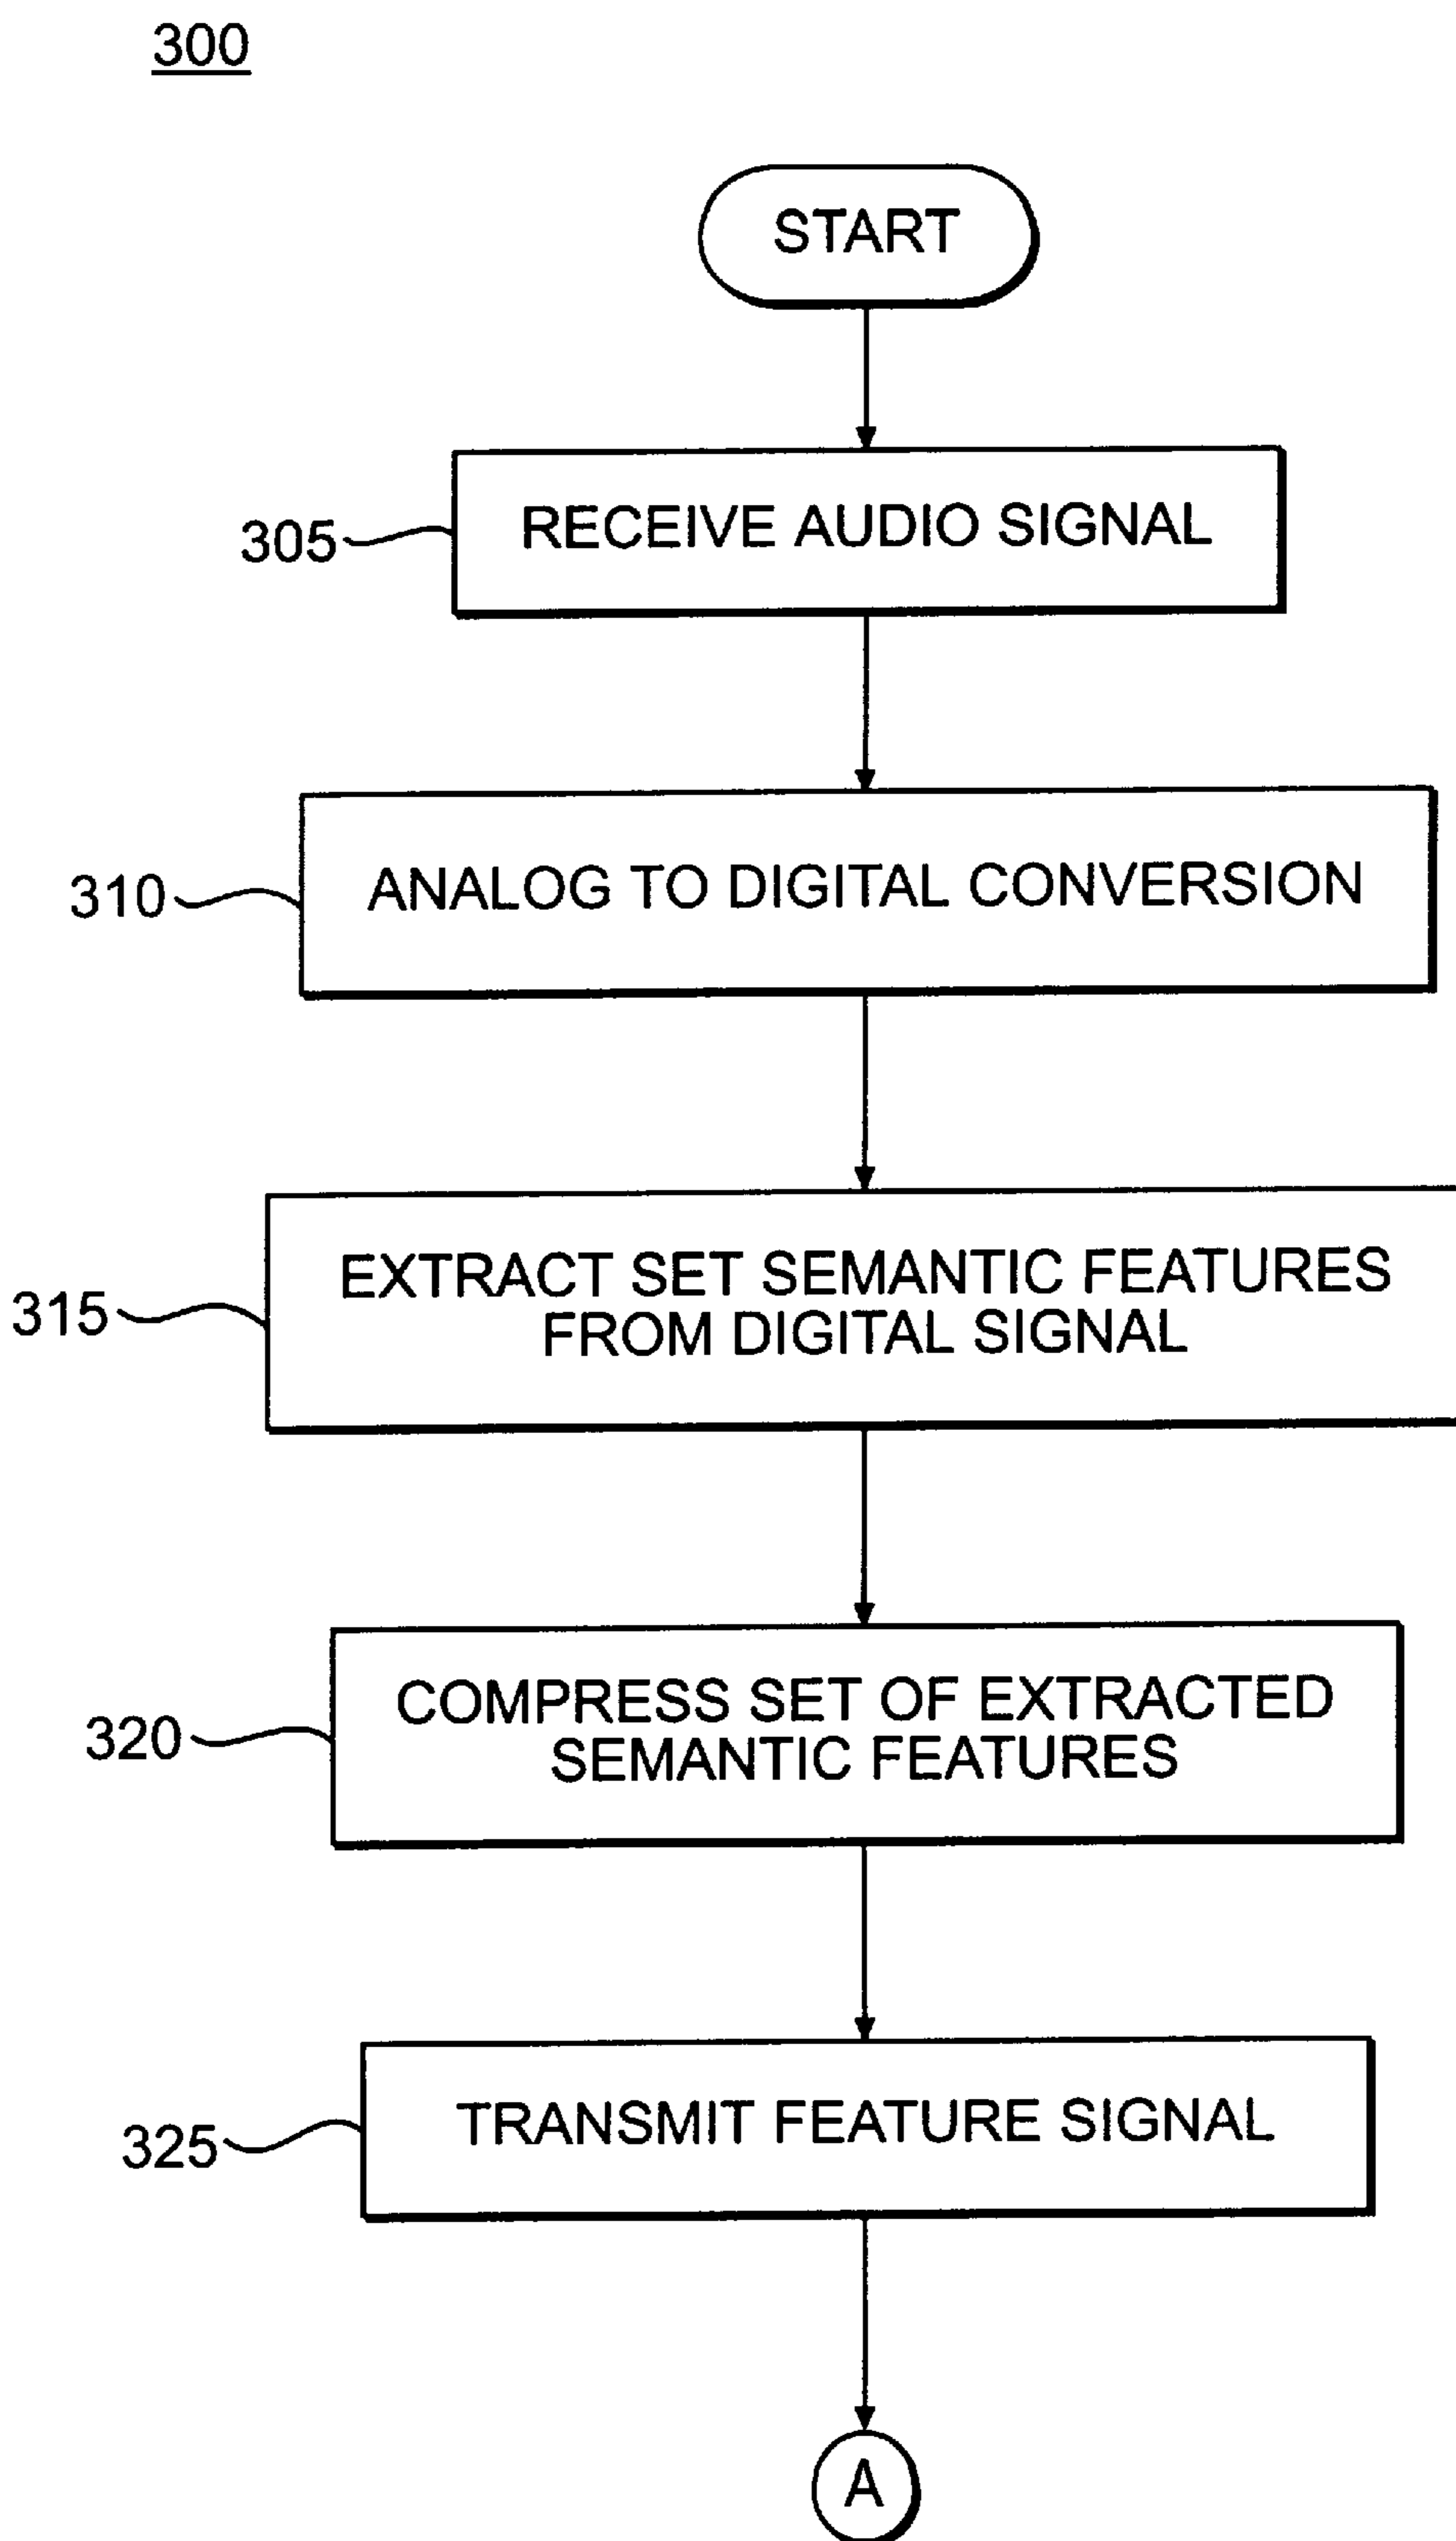 300
START
305
RECEIVE AUDIO SIGNAL
310
ANALOG TO DIGITAL CONVERSION
315
EXTRACT SET SEMANTIC FEATURES
FROM DIGITAL SIGNAL
320
COMPRESS SET OF EXTRACTED
SEMANTIC FEATURES
325
TRANSMIT FEATURE SIGNAL
A